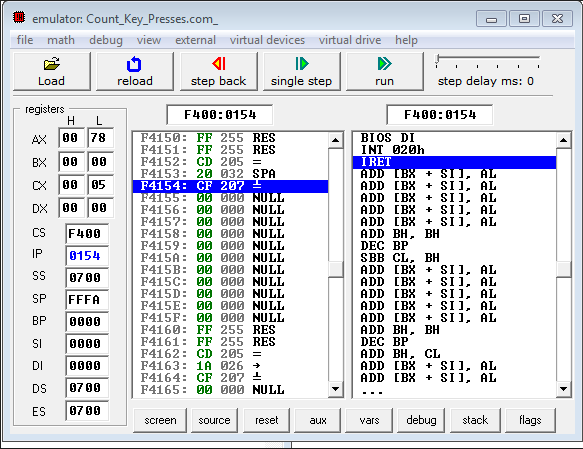 emulator: Count_Key_Presses.com_
file math debug view external virtual devices virtual drive help
Load reload step back single step run step delay ms: 0
registers F400:0154 F400:0154
H L
AX 00 78
BX 00 00
CX 00 05
DX 00 00
CS F400
IP 0154
SS 0700
SP FFFA
BP 0000
SI 0000
DI 0000
DS 0700
ES 0700
F4150: FF 255 RES
F4151: FF 255 RES
F4152: CD 205 =
F4153: 20 032 SPA
F4154: CF 207 ╧
F4155: 00 000 NULL
F4156: 00 000 NULL
F4157: 00 000 NULL
F4158: 00 000 NULL
F4159: 00 000 NULL
F415A: 00 000 NULL
F415B: 00 000 NULL
F415C: 00 000 NULL
F415D: 00 000 NULL
F415E: 00 000 NULL
F415F: 00 000 NULL
F4160: FF 255 RES
F4161: FF 255 RES
F4162: CD 205 =
F4163: 1A 026 →
F4164: CF 207 ╧
F4165: 00 000 NULL
BIOS DI
INT 020h
IRET
ADD [BX + SI], AL
ADD [BX + SI], AL
ADD [BX + SI], AL
ADD [BX + SI], AL
ADD [BX + SI], AL
ADD BH, BH
DEC BP
SBB CL, BH
ADD [BX + SI], AL
ADD [BX + SI], AL
ADD [BX + SI], AL
ADD [BX + SI], AL
ADD [BX + SI], AL
ADD BH, BH
DEC BP
ADD BH, CL
ADD [BX + SI], AL
ADD [BX + SI], AL
...
screen source reset aux vars debug stack flags